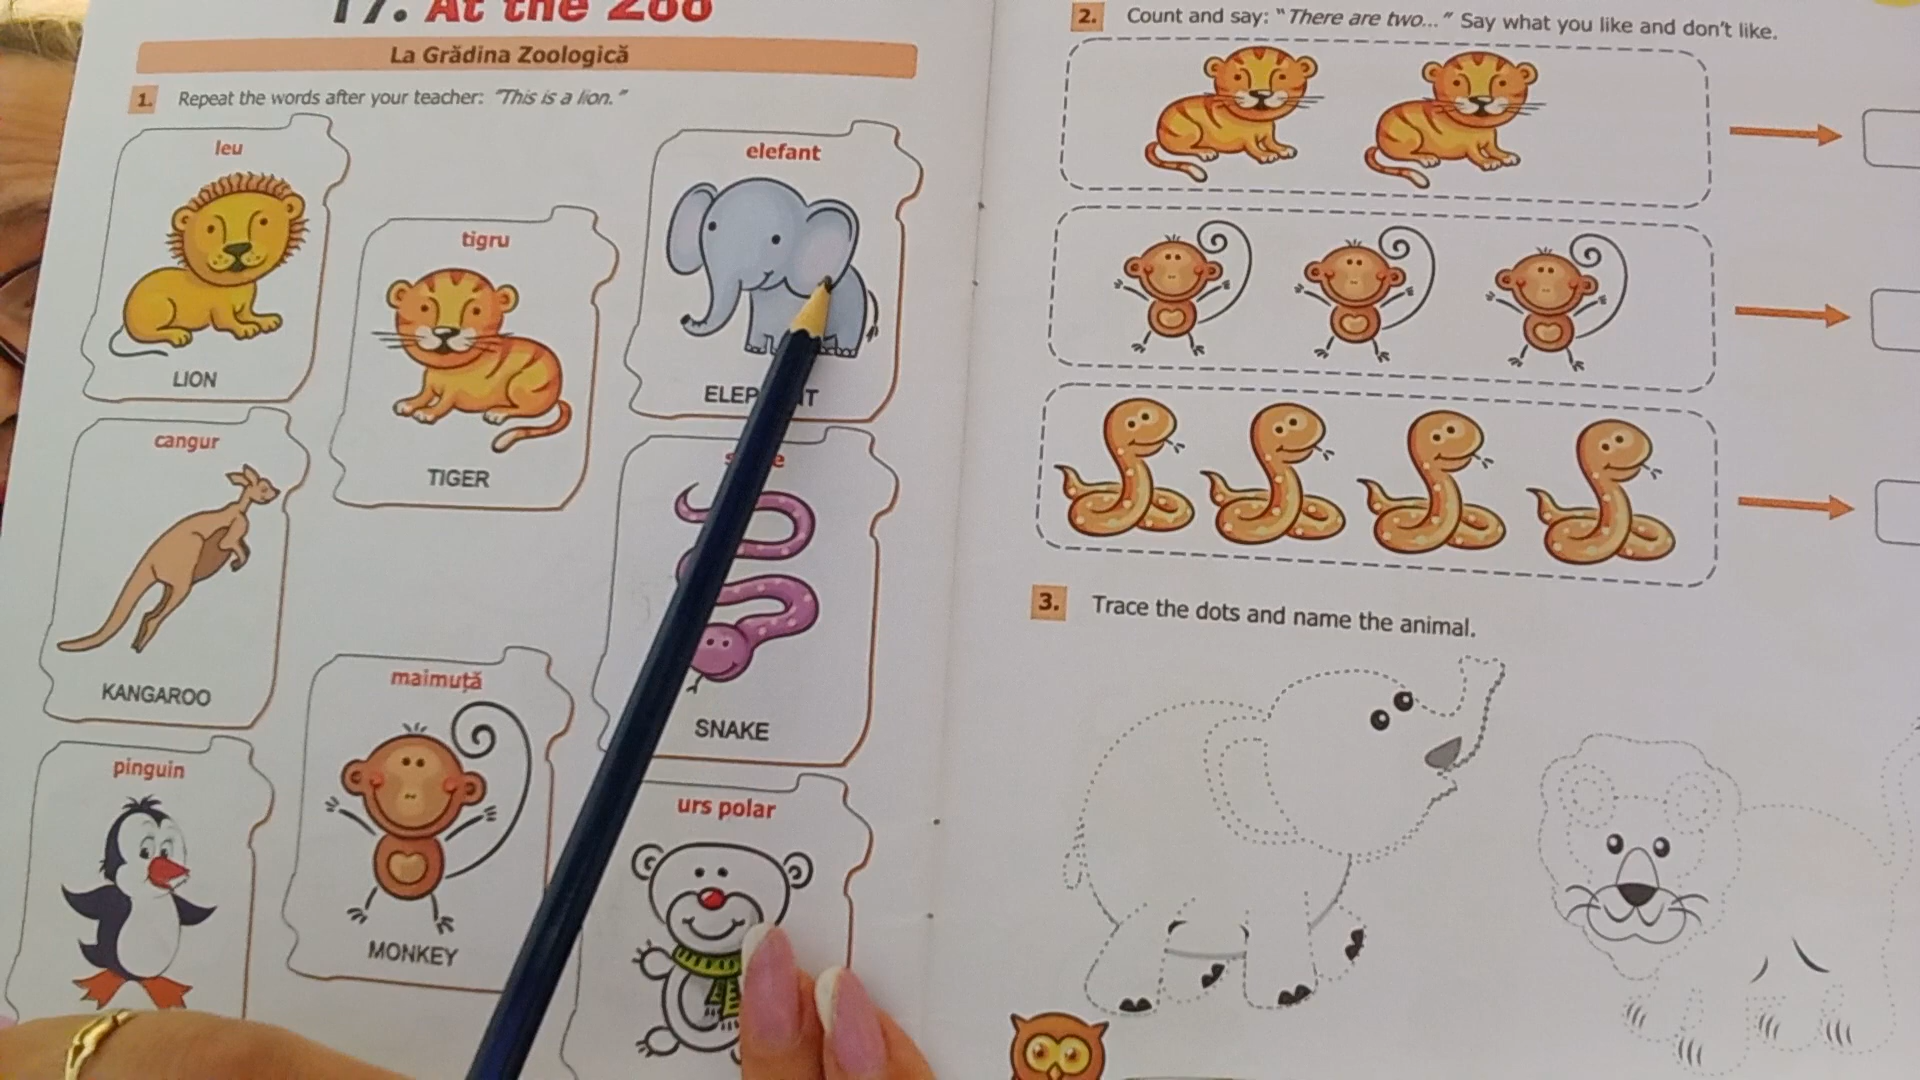 17. At the Zoo
La Grădina Zoologică
1. Repeat the words after your teacher: "This is a lion."
leu
LION
tigru
TIGER
elefant
cangur
KANGAROO
SNAKE
maimuță
MONKEY
pinguin
urs polar
2. Count and say: "There are two..." Say what you like and don't like.
3. Trace the dots and name the animal.